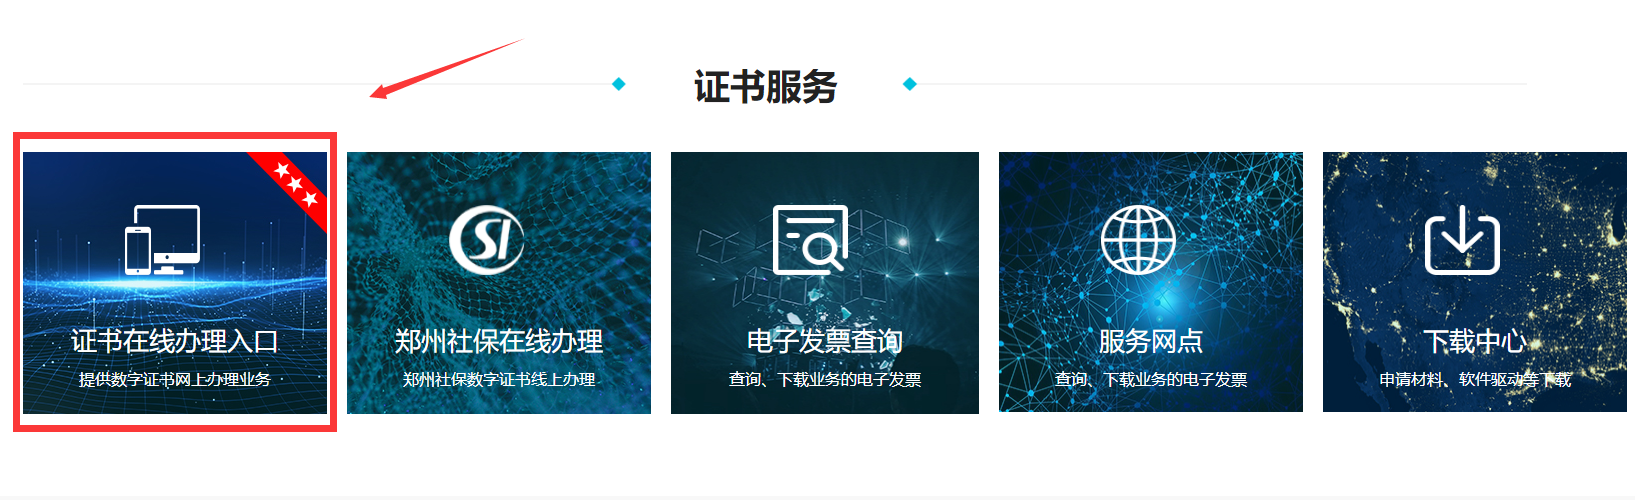 证书服务
证书在线办理入口
提供数字证书网上办理业务
郑州社保在线办理
郑州社保数字证书线上办理
电子发票查询
查询、下载业务的电子发票
服务网点
查询、下载业务的电子发票
下载中心
申请材料、软件驱动等下载